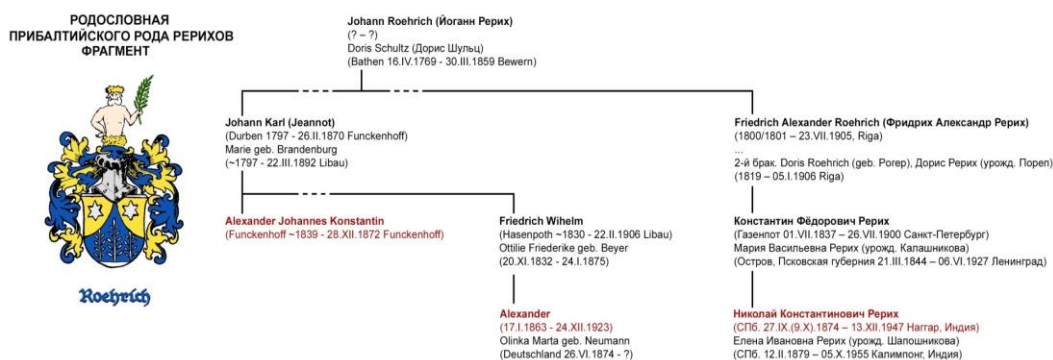 РОДОСЛОВНАЯ
ПРИБАЛТИЙСКОГО РОДА РЕРИХОВ
ФРАГМЕНТ
Roehrich
Johann Roehrich (Йоганн Рерих)
(? – ?)
Doris Schultz (Дорис Шульц)
(Bathen 16.IV.1769 - 30.III.1859 Bewern)
Johann Karl (Jeannot)
(Durben 1797 - 26.II.1870 Funckenhoff)
Marie geb. Brandenburg
(~1797 - 22.III.1892 Libau)
Friedrich Alexander Roehrich (Фридрих Александр Рерих)
(1800/1801 – 23.VII.1905, Riga)
...
2-й брак. Doris Roehrich (geb. Porep), Дорис Рерих (урожд. Пореп)
(1819 – 05.I.1906 Riga)
Alexander Johannes Konstantin
(Funckenhoff ~1839 - 28.XII.1872 Funckenhoff)
Friedrich Wihelm
(Hasenpoth ~1830 - 22.II.1906 Libau)
Ottilie Friederike geb. Beyer
(20.XI.1832 - 24.I.1875)
Константин Фёдорович Рерих
(Газенпот 01.VII.1837 - 26.VII.1900 Санкт-Петербург)
Мария Васильевна Рерих (урожд. Калашникова)
(Остров, Псковская губерния 21.III.1844 – 06.VI.1927 Ленинград)
Alexander
(17.I.1863 - 24.XII.1923)
Olinka Marta geb. Neumann
(Deutschland 26.VI.1874 - ?)
Николай Константинович Рерих
(СПб. 27.IX.(9.X).1874 – 13.XII.1947 Наггар, Индия)
Елена Ивановна Рерих (урожд. Шапошникова)
(СПб. 12.II.1879 – 05.X.1955 Калимпонг, Индия)